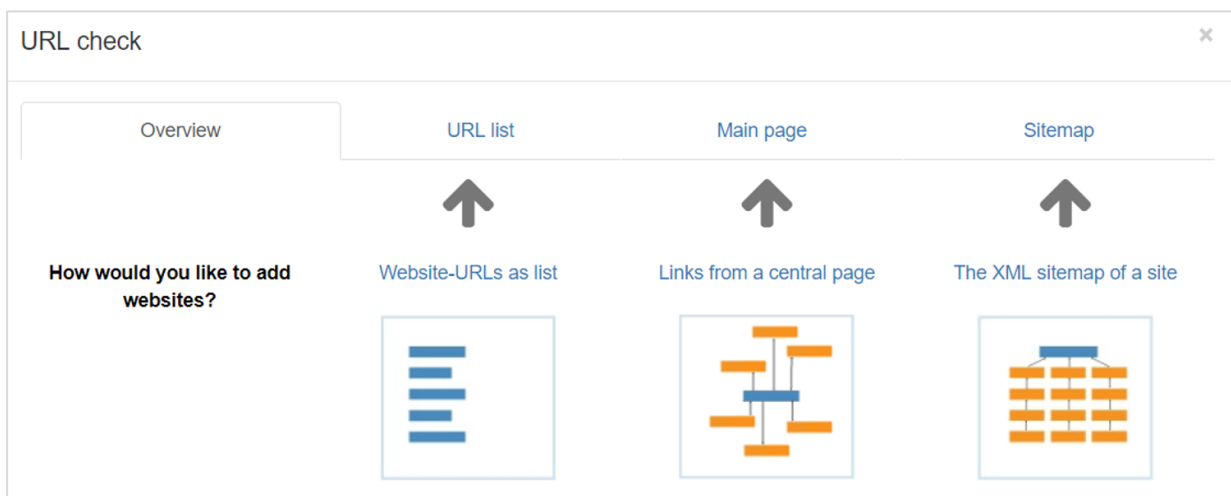 URL check
×
Overview
URL list
Main page
Sitemap
How would you like to add
websites?
Website-URLs as list
Links from a central page
The XML sitemap of a site